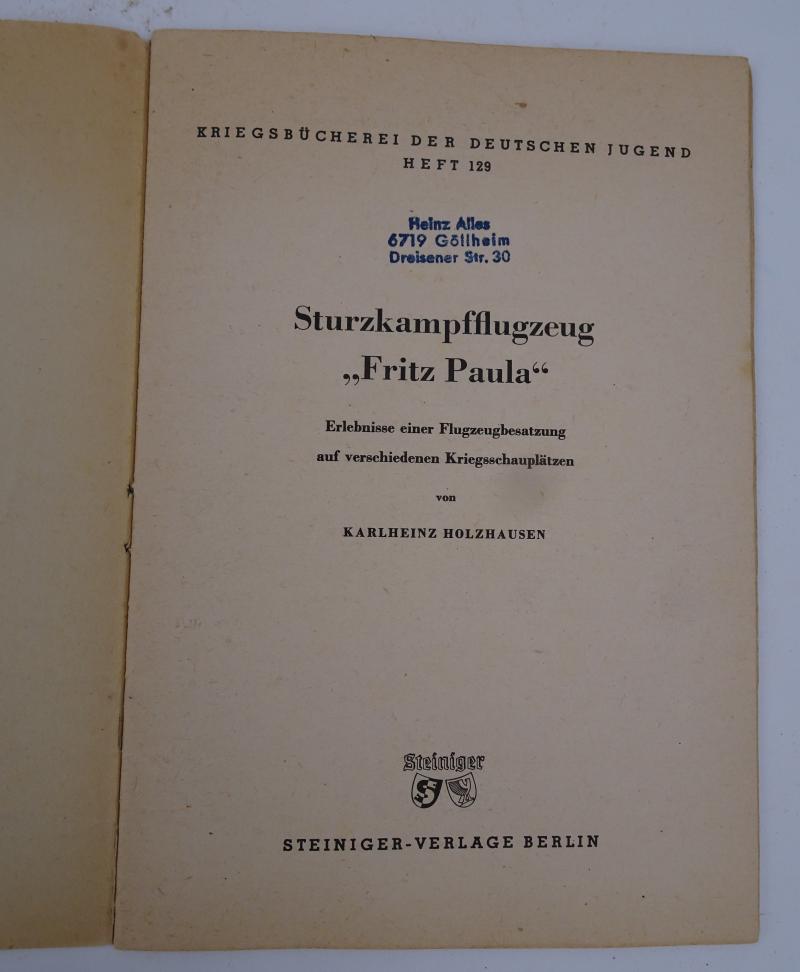 KRIEGSBÜCHEREI DER DEUTSCHEN JUGEND
HEFT 129
Heinz Alles
6719 Göllheim
Dreisener Str. 30
Sturzkampfflugzeug
„Fritz Paula“
Erlebnisse einer Flugzeugbesatzung
auf verschiedenen Kriegsschauplätzen
von
KARLHEINZ HOLZHAUSEN
Steiniger
STEINIGER-VERLAGE BERLIN